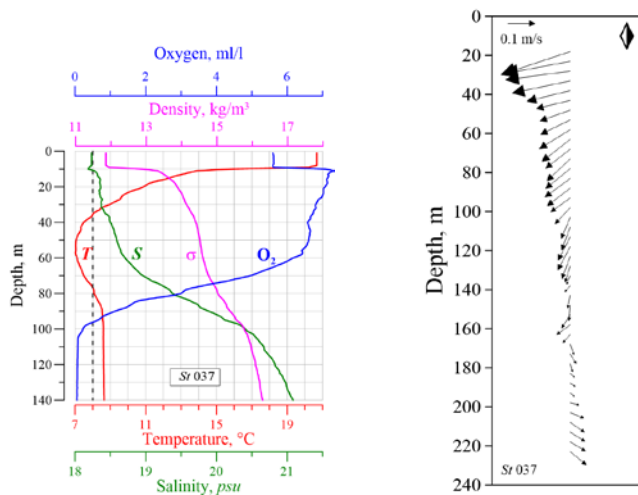 Oxygen, ml/l
0 2 4 6
Density, kg/m³
11 13 15 17
0
20
40
60
80
100
120
140
Depth, m
T S σ O₂
St 037
7 11 15 19
Temperature, °C
18 19 20 21
Salinity, psu
0
20
40
60
80
100
120
140
160
180
200
220
240
Depth, m
0.1 m/s
St 037